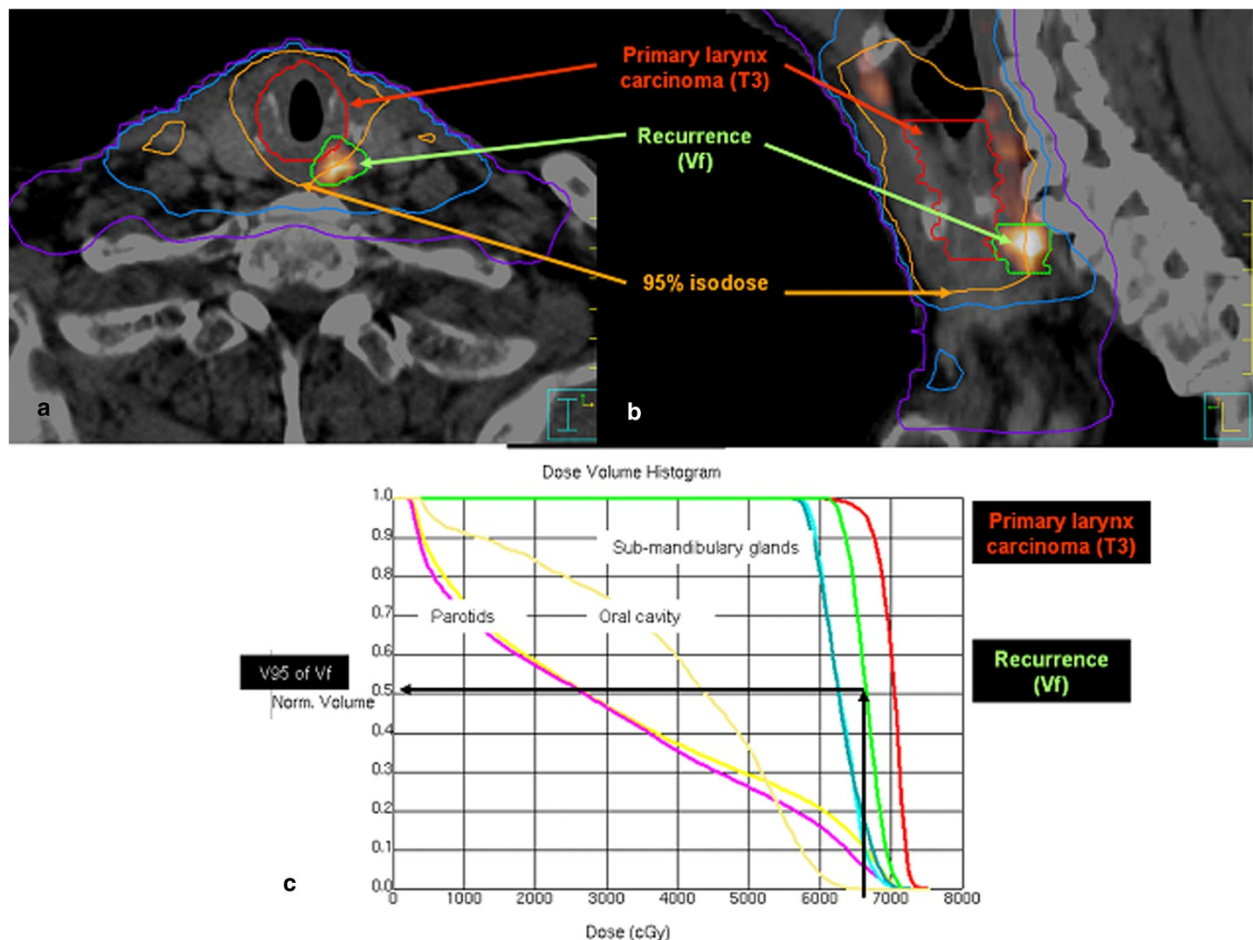 Primary larynx
carcinoma (T3)
Recurrence
(Vf)
95% isodose
a
b
Dose Volume Histogram
1.0
0.9
0.8
0.7
0.6
0.5
0.4
0.3
0.2
0.1
0.0
Sub-mandibulary glands
Parotids
Oral cavity
V95 of Vf
Norm. Volume
Primary larynx
carcinoma (T3)
Recurrence
(Vf)
c
0 1000 2000 3000 4000 5000 6000 7000 8000
Dose (cGy)